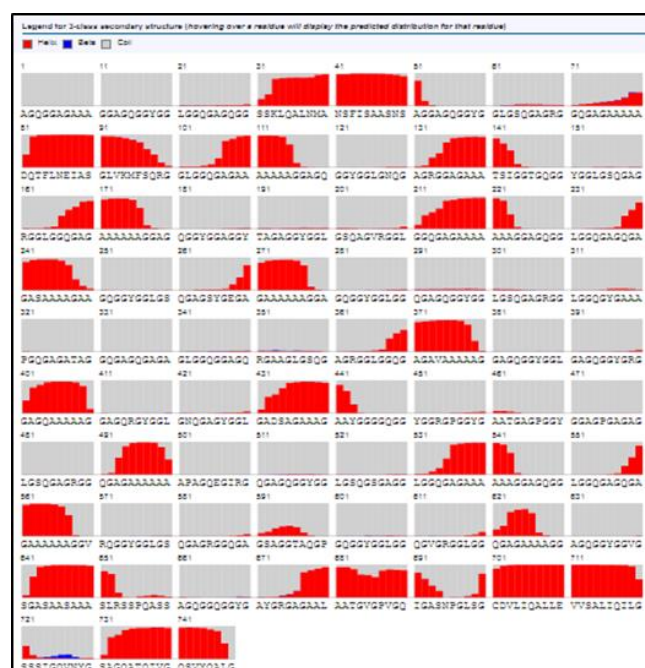 Legend for 3-class secondary structure (hovering over a residue will display the predicted distribution for that residue)
Helix Beta Coil
1 11 21 31 41 51 61 71
AGQGGAGAAA GGAGQGGYGG LGGQGAGQGG SSKLQALNMA NSFISAASNS AGGAGQGGYG GLGSQGAGRG GQGAGAAAAA
81 91 101 111 121 131 141 151
DQTFLNEIAS GLVKMFSQRG GLGGQGAGAA AAAAAGGAGQ GGYGGLGNQG AGRGGAGAAA TSIGGTGQGG YGGLGSQGAG
161 171 181 191 201 211 221 231
RGGLGGQGAG AAAAAAGGAG QGGYGGAGGY TAGAGGYGGL GSQAGVRGGL GGQGAGAAAA AAAGGAGQGG LGGQGAGQGA
241 251 261 271 281 291 301 311
GASAAAAGAA GQGGYGGLGS QGAGSYGEGA GAAAAAAGGA GQGGYGGLGG QGAGQGGYGG LGSQGAGRGG LGGQGYGAAA
321 331 341 351 361 371 381 391
PGQGAGATAG GQGAGQGAGA GLGGQGGAGQ RGAAGLGSQG AGRGGLGGQG AGAVAAAAAG GAGQGGYGGL GAGQGGYGRG
401 411 421 431 441 451 461 471
GAGQAAAAAG GAGQRGYGGL GNQGAGYGGL GAQSAGAAAG AAYGGGGQGG YGGRGPGGYG AATGAGPGGY GGAGPGAGAG
481 491 501 511 521 531 541 551
LGSQGAGRGG QGAGAAAAAA APAGQEGIRG QGAGQGGYGG LGSQGSGAGG LGGQGAGAAA AAAGGAGQGG LGGQGAGQGA
561 571 581 591 601 611 621 631
GAAAAAAGGV RQGGYGGLGS QGAGRGGQGA GSAGGTAQGP GQGGYGGLGG QGVGRGGLGG QGAGAAAAGG AGQGGYGGVG
641 651 661 671 681 691 701 711
SGASAASAAA SLRSSPQASS AQGGQGGYGA AYGRGAGAAL AATGVGPVGQ IGASNPGLSG CDVLIQALLE VVSALIQILG
721 731 741
SSSIGQVNYG SAGQATQIVG QSVYQALG